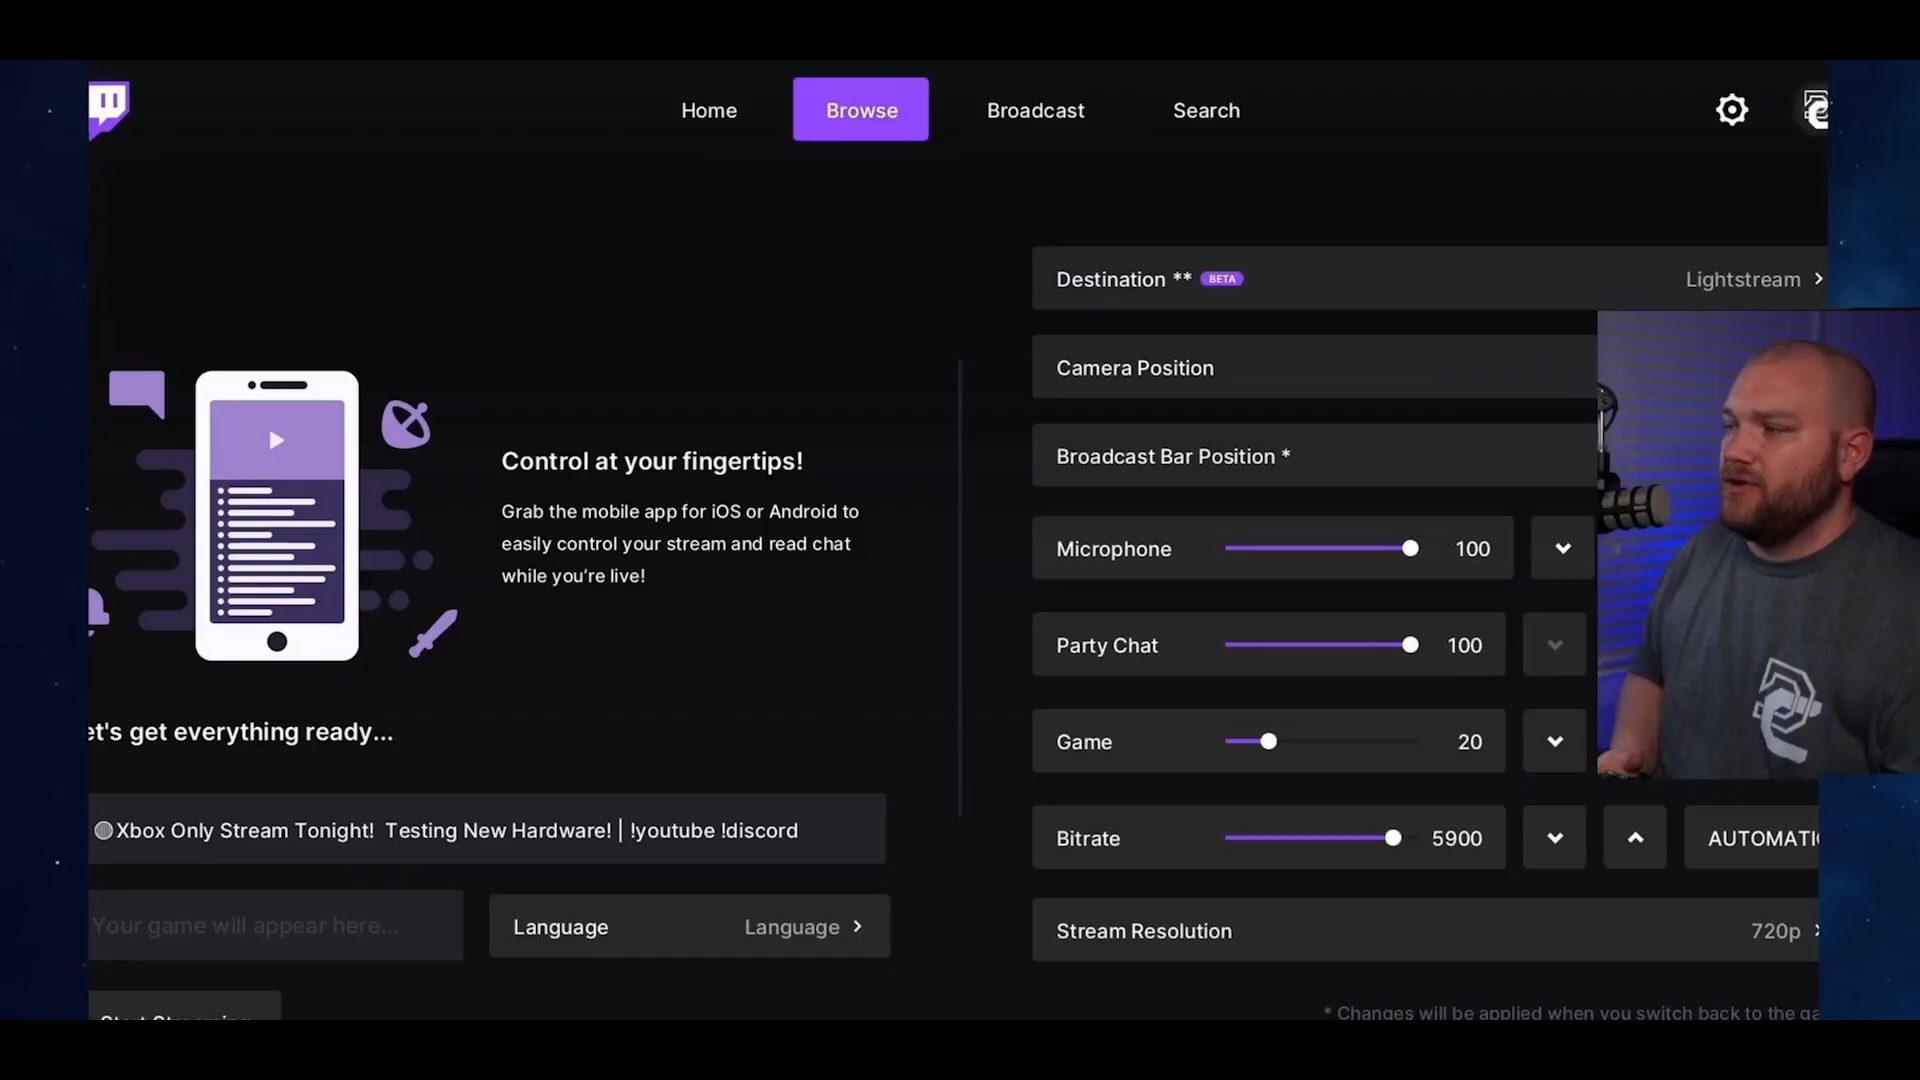 Home Browse Broadcast Search
Destination ** BETA Lightstream
Camera Position
Broadcast Bar Position *
Control at your fingertips!
Grab the mobile app for iOS or Android to
easily control your stream and read chat
while you're live!
Microphone 100
Party Chat 100
Game 20
et's get everything ready...
Xbox Only Stream Tonight! Testing New Hardware! | !youtube !discord
Bitrate 5900 AUTOMATIC
Your game will appear here...
Language Language
Stream Resolution 720p
Start Streaming
* Changes will be applied when you switch back to the ga